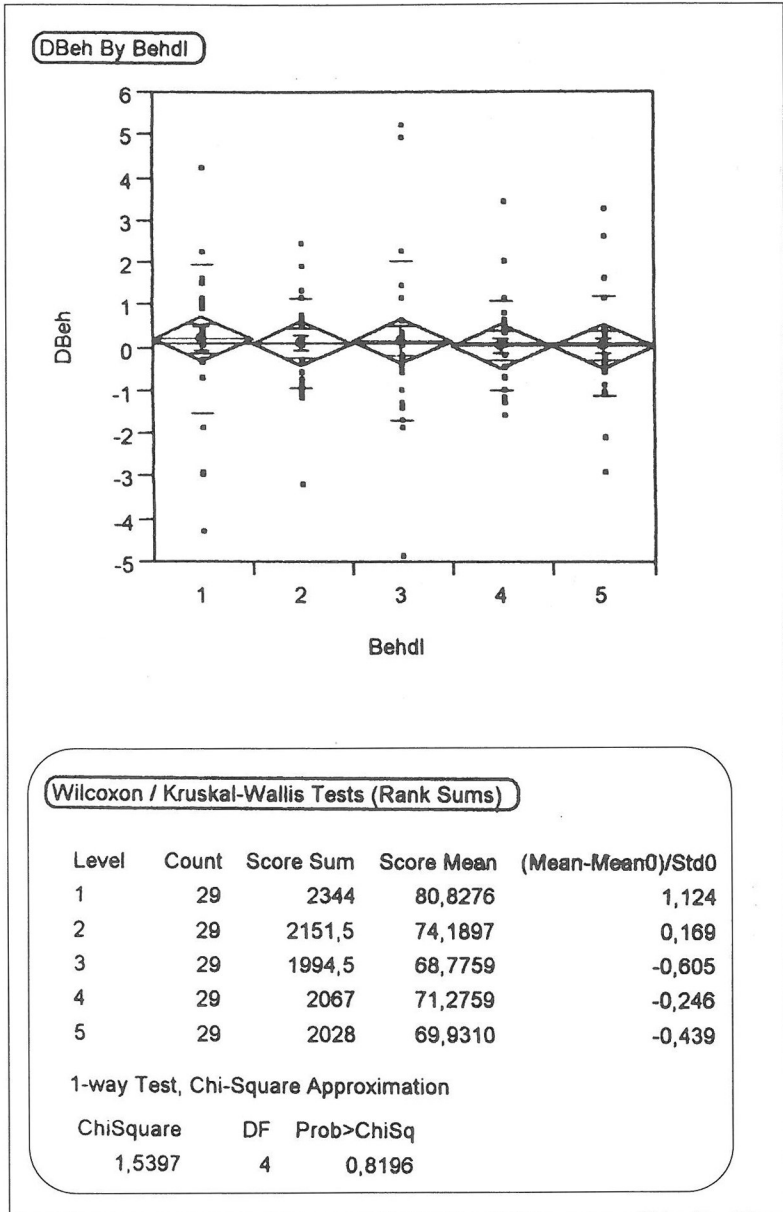 DBeh By Behdl
6
5
4
3
2
1
0
-1
-2
-3
-4
-5
DBeh
1 2 3 4 5
Behdl
Wilcoxon / Kruskal-Wallis Tests (Rank Sums)
Level Count Score Sum Score Mean (Mean-Mean0)/Std0
1 29 2344 80,8276 1,124
2 29 2151,5 74,1897 0,169
3 29 1994,5 68,7759 -0,605
4 29 2067 71,2759 -0,246
5 29 2028 69,9310 -0,439
1-way Test, Chi-Square Approximation
ChiSquare DF Prob>ChiSq
1,5397 4 0,8196